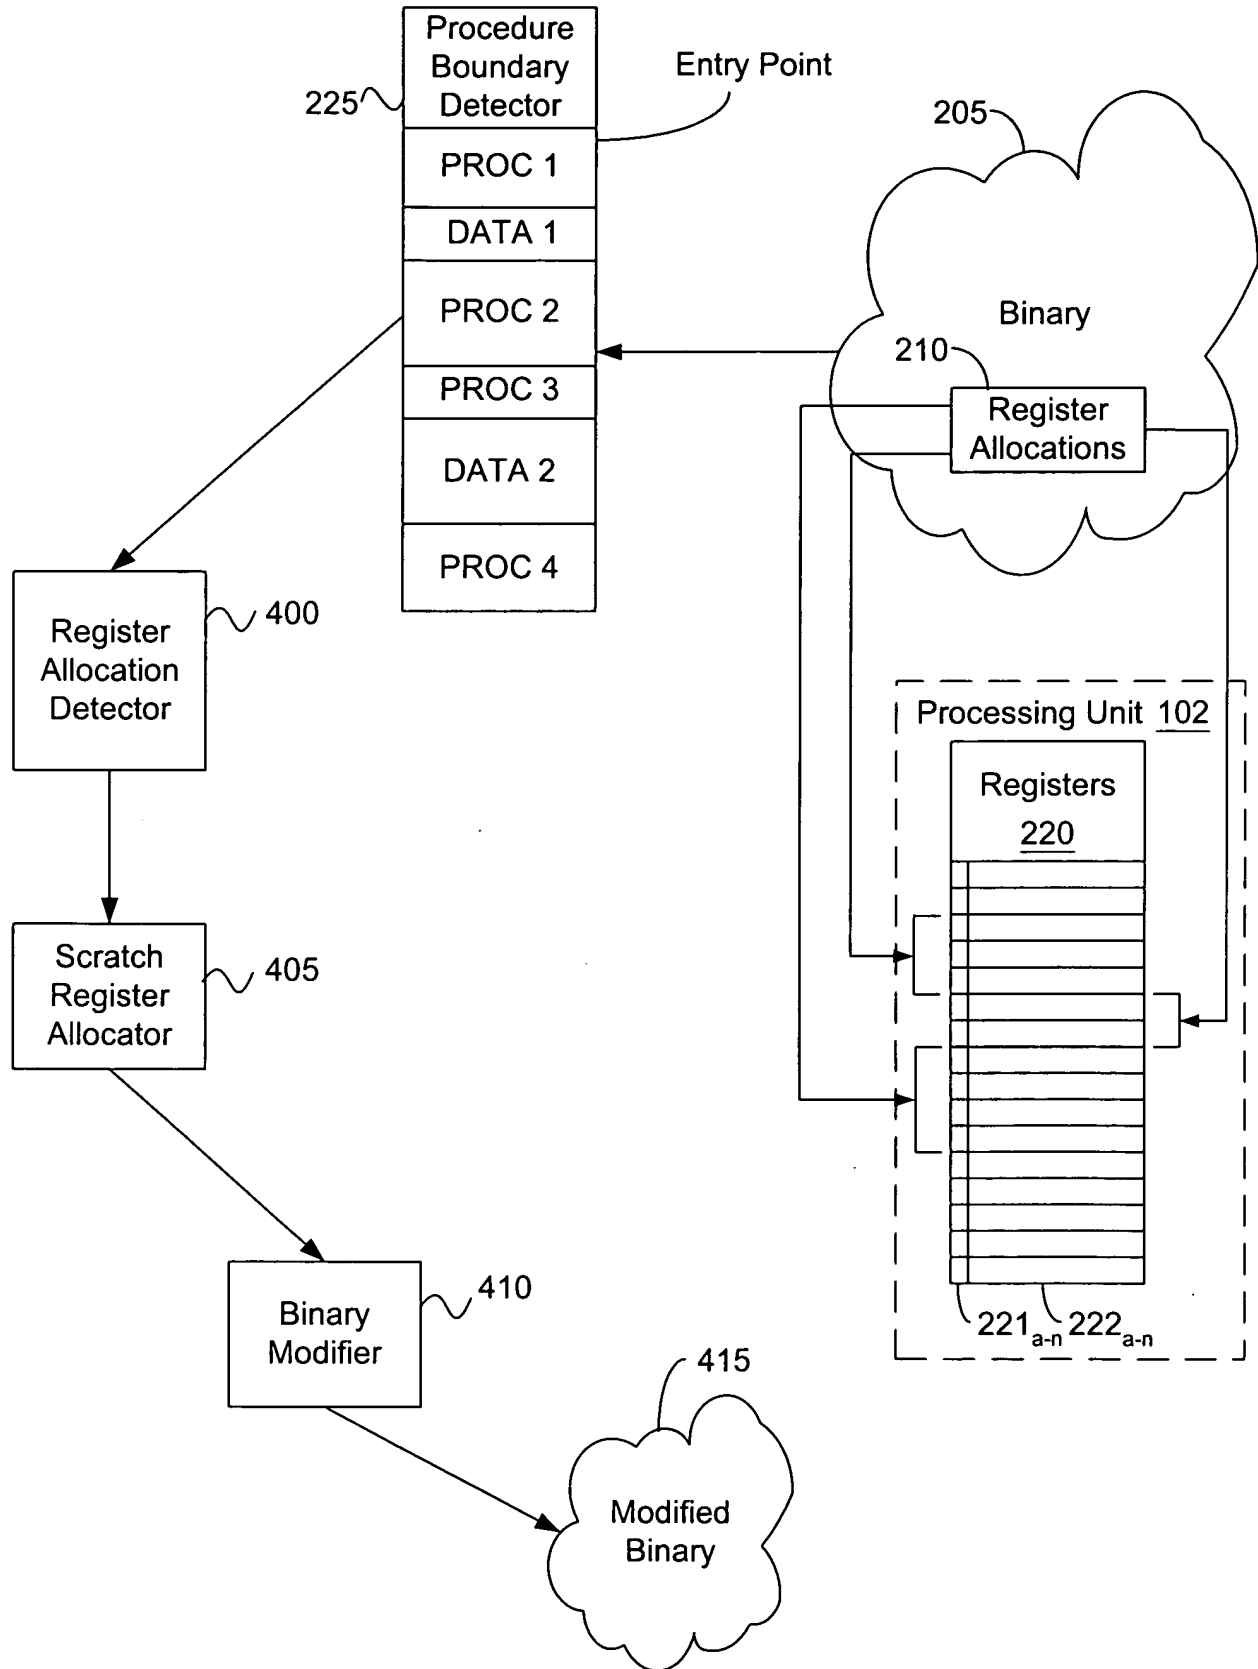 Procedure
Boundary
Detector
225
Entry Point
PROC 1
DATA 1
PROC 2
PROC 3
DATA 2
PROC 4
205
Binary
210
Register
Allocations
Register
Allocation
Detector
400
Processing Unit 102
Registers
220
Scratch
Register
Allocator
405
221a-n 222a-n
Binary
Modifier
410
415
Modified
Binary